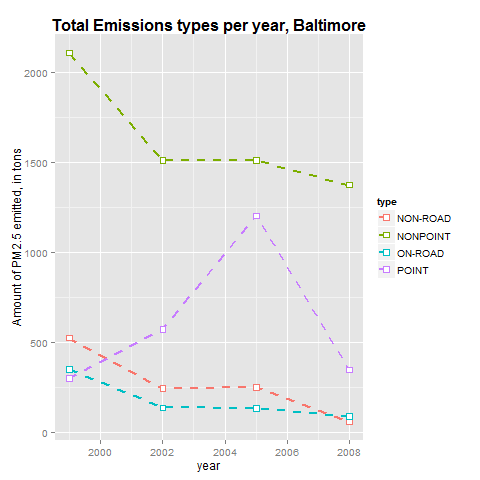 Total Emissions types per year, Baltimore
Amount of PM2.5 emitted, in tons
2000
1500
1000
500
0
2000
2002
2004
2006
2008
year
type
NON-ROAD
NONPOINT
ON-ROAD
POINT